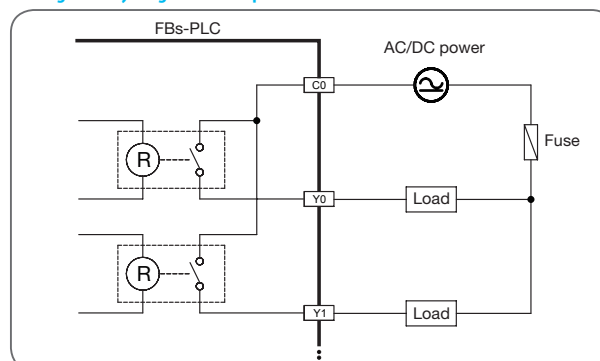 FBs-PLC
AC/DC power
C0
Fuse
R
Y0
Load
R
Y1
Load